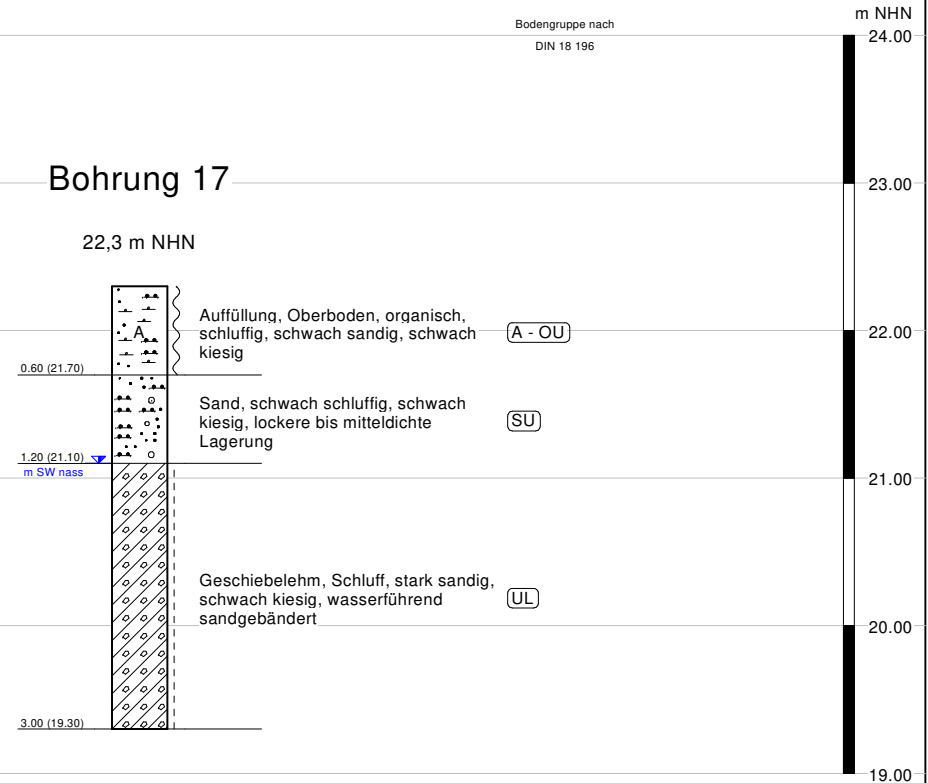 m NHN
Bodengruppe nach
DIN 18 196
24.00
Bohrung 17
23.00
22,3 m NHN
Auffüllung, Oberboden, organisch,
schluffig, schwach sandig, schwach
kiesig
A
A - OU
22.00
0.60 (21.70)
Sand, schwach schluffig, schwach
kiesig, lockere bis mitteldichte
Lagerung
SU
1.20 (21.10)
m SW nass
21.00
Geschiebelehm, Schluff, stark sandig,
schwach kiesig, wasserführend
sandgebändert
UL
20.00
3.00 (19.30)
19.00